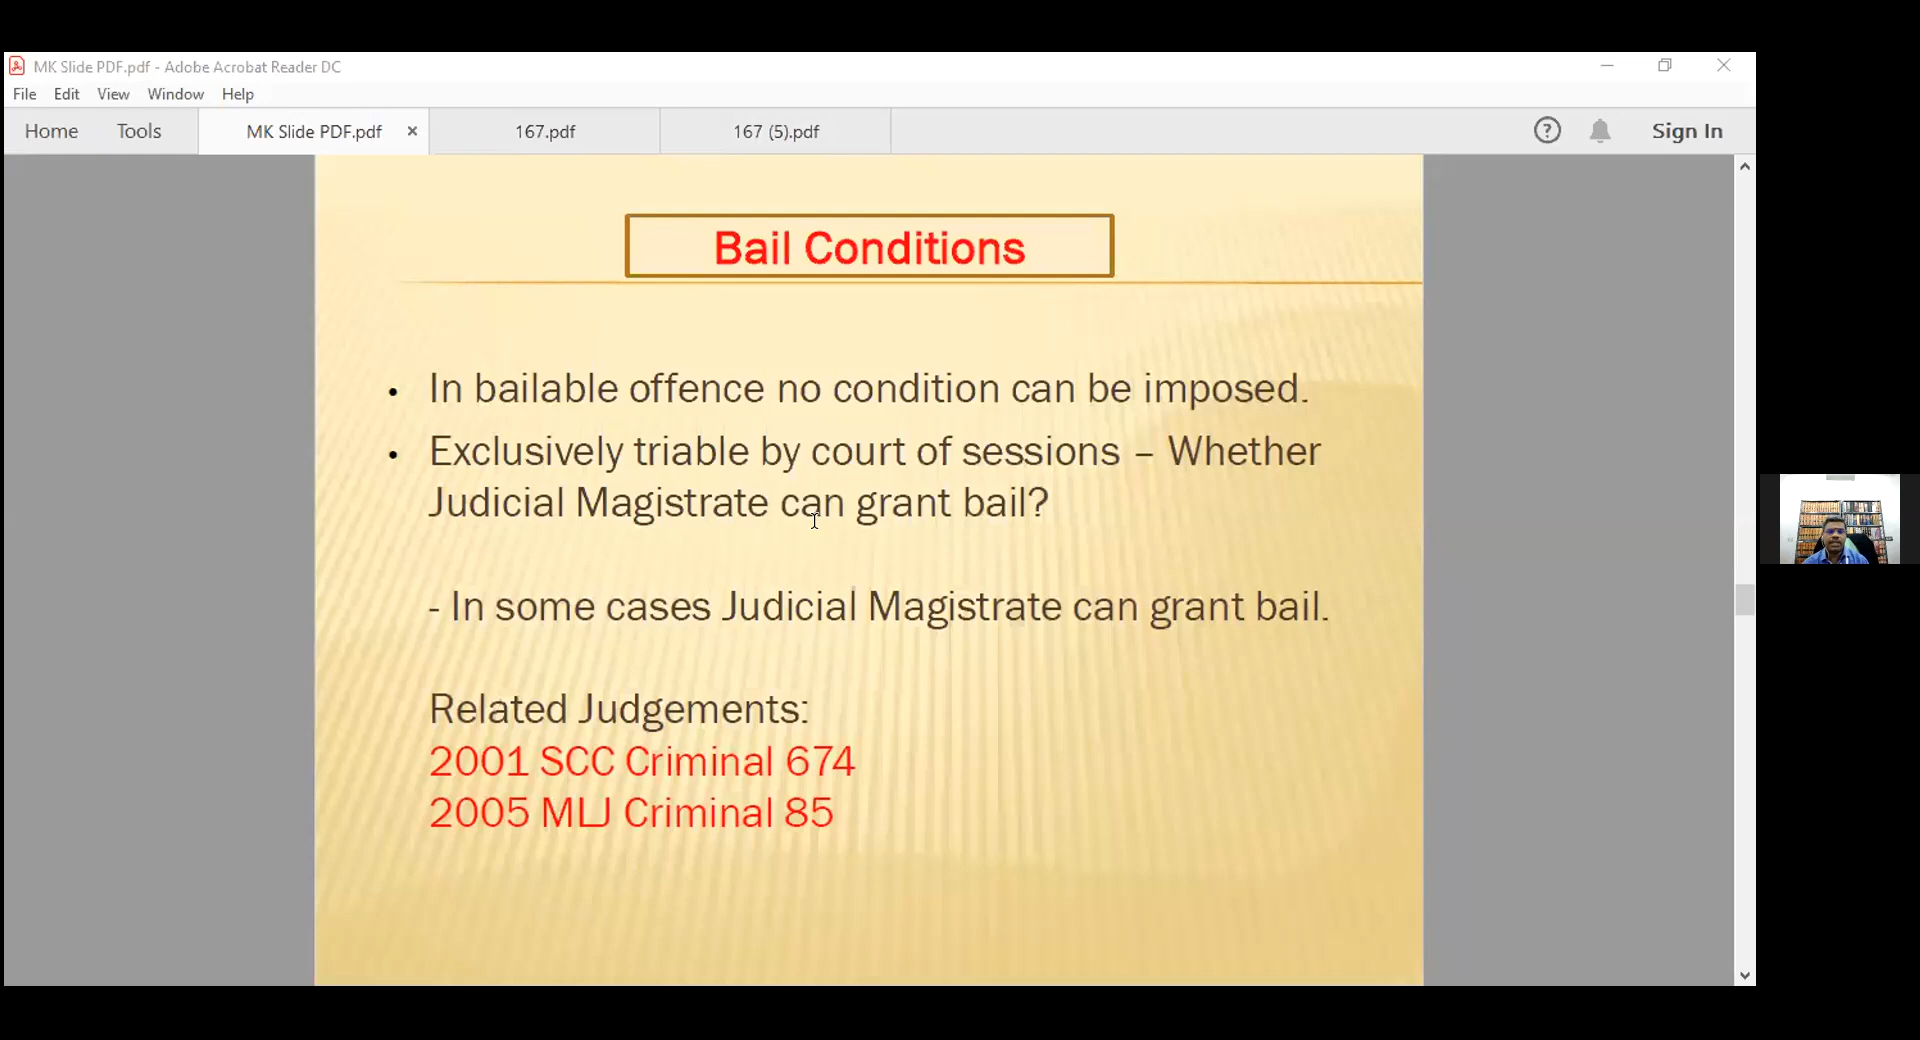 MK Slide PDF.pdf - Adobe Acrobat Reader DC
File Edit View Window Help
Home Tools MK Slide PDF.pdf × 167.pdf 167 (5).pdf ? Sign In
Bail Conditions
• In bailable offence no condition can be imposed.
• Exclusively triable by court of sessions – Whether
Judicial Magistrate can grant bail?
- In some cases Judicial Magistrate can grant bail.
Related Judgements:
2001 SCC Criminal 674
2005 MLJ Criminal 85